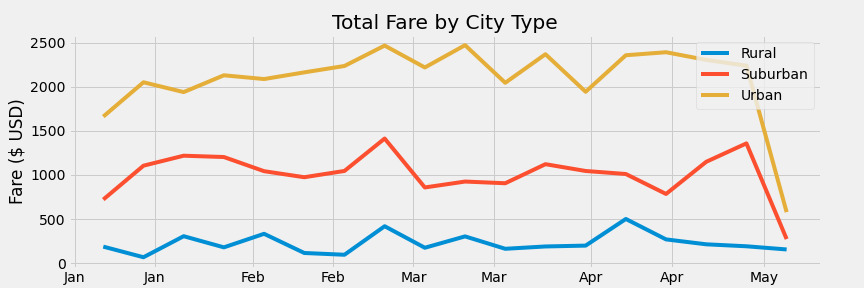 Total Fare by City Type
Fare ($ USD)
2500
2000
1500
1000
500
0
Rural
Suburban
Urban
Jan Jan Feb Feb Mar Mar Apr Apr May